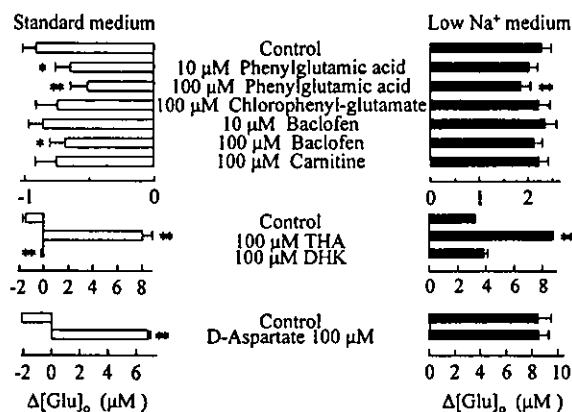 Standard medium
Low Na⁺ medium
Control
* 10 µM Phenylglutamic acid
** 100 µM Phenylglutamic acid **
100 µM Chlorophenyl-glutamate
10 µM Baclofen
* 100 µM Baclofen
100 µM Carnitine
-1 0 0 1 2
Control
** 100 µM THA **
** 100 µM DHK
-2 0 2 4 6 8 0 2 4 6 8
Control
** D-Aspartate 100 µM
-2 0 2 4 6 0 2 4 6 8 10
Δ[Glu]o (µM) Δ[Glu]o (µM)